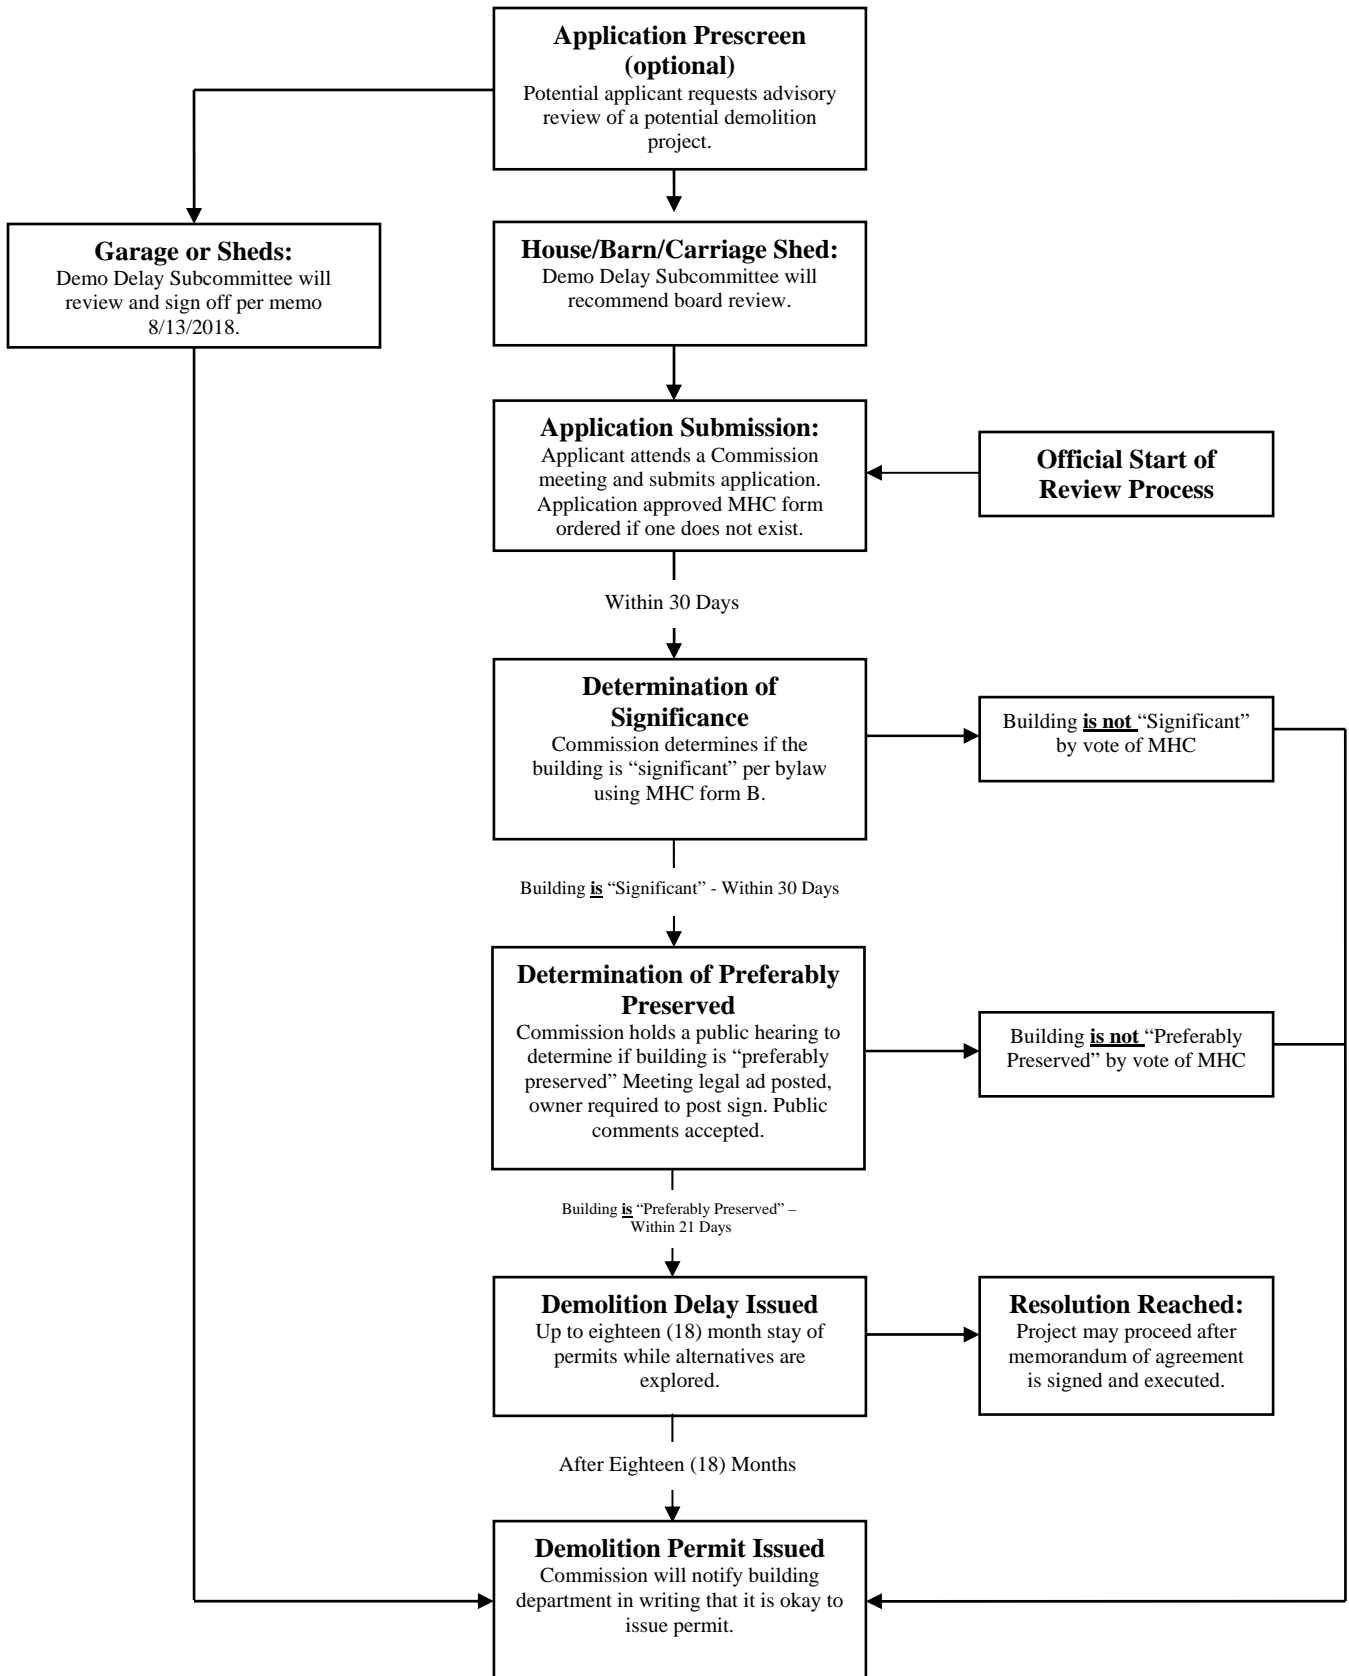 Application Prescreen
(optional)
Potential applicant requests advisory
review of a potential demolition
project.
Garage or Sheds:
Demo Delay Subcommittee will
review and sign off per memo
8/13/2018.
House/Barn/Carriage Shed:
Demo Delay Subcommittee will
recommend board review.
Application Submission:
Applicant attends a Commission
meeting and submits application.
Application approved MHC form
ordered if one does not exist.
Official Start of
Review Process
Within 30 Days
Determination of
Significance
Commission determines if the
building is “significant” per bylaw
using MHC form B.
Building is not “Significant”
by vote of MHC
Building is “Significant” - Within 30 Days
Determination of Preferably
Preserved
Commission holds a public hearing to
determine if building is “preferably
preserved” Meeting legal ad posted,
owner required to post sign. Public
comments accepted.
Building is not “Preferably
Preserved” by vote of MHC
Building is “Preferably Preserved” –
Within 21 Days
Demolition Delay Issued
Up to eighteen (18) month stay of
permits while alternatives are
explored.
Resolution Reached:
Project may proceed after
memorandum of agreement
is signed and executed.
After Eighteen (18) Months
Demolition Permit Issued
Commission will notify building
department in writing that it is okay to
issue permit.